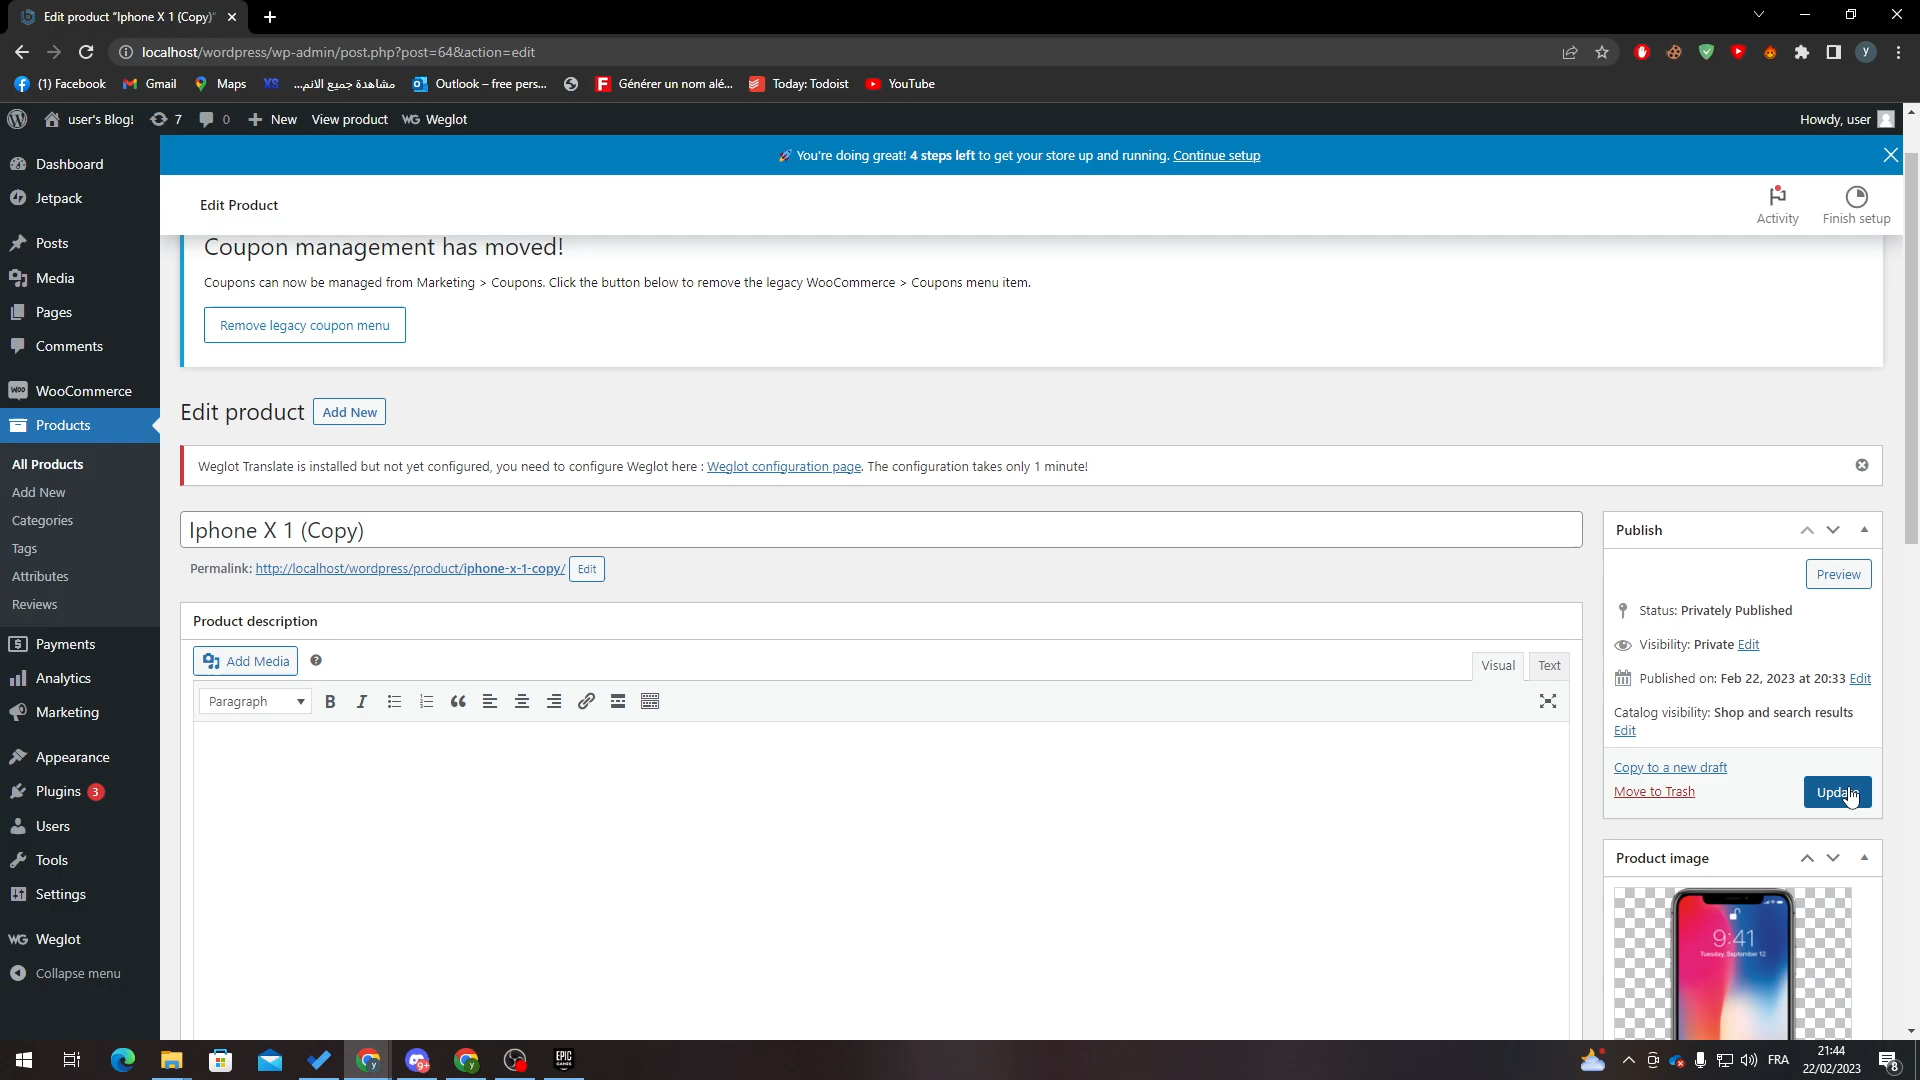 Edit product "Iphone X 1 (Copy)"
localhost/wordpress/wp-admin/post.php?post=64&action=edit
y
(1) Facebook
Gmail
Maps
XS
مشاهدة جميع الانم...
Outlook – free pers...
Générer un nom alé...
Today: Todoist
YouTube
user's Blog!
7
0
New
View product
WG Weglot
Howdy, user
🚀 You're doing great! 4 steps left to get your store up and running. Continue setup
Edit Product
Activity
Finish setup
Dashboard
Jetpack
Posts
Media
Pages
Comments
WooCommerce
Products
All Products
Add New
Categories
Tags
Attributes
Reviews
Payments
Analytics
Marketing
Appearance
Plugins 3
Users
Tools
Settings
WG Weglot
Collapse menu
Coupon management has moved!
Coupons can now be managed from Marketing > Coupons. Click the button below to remove the legacy WooCommerce > Coupons menu item.
Remove legacy coupon menu
Edit product
Add New
Weglot Translate is installed but not yet configured, you need to configure Weglot here : Weglot configuration page. The configuration takes only 1 minute!
Iphone X 1 (Copy)
Permalink: http://localhost/wordpress/product/iphone-x-1-copy/ Edit
Product description
Add Media
Visual
Text
Paragraph
B
I
Publish
Preview
Status: Privately Published
Visibility: Private Edit
Published on: Feb 22, 2023 at 20:33 Edit
Catalog visibility: Shop and search results
Edit
Copy to a new draft
Move to Trash
Update
Product image
9:41
Tuesday, September 12
9+
EPIC
GAMES
FRA
21:44
22/02/2023
8